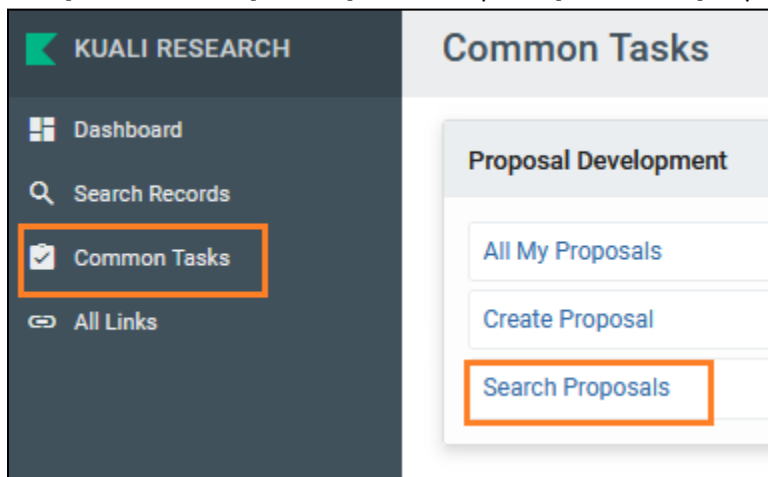 KUALI RESEARCH
Dashboard
Search Records
Common Tasks
All Links
Common Tasks
Proposal Development
All My Proposals
Create Proposal
Search Proposals